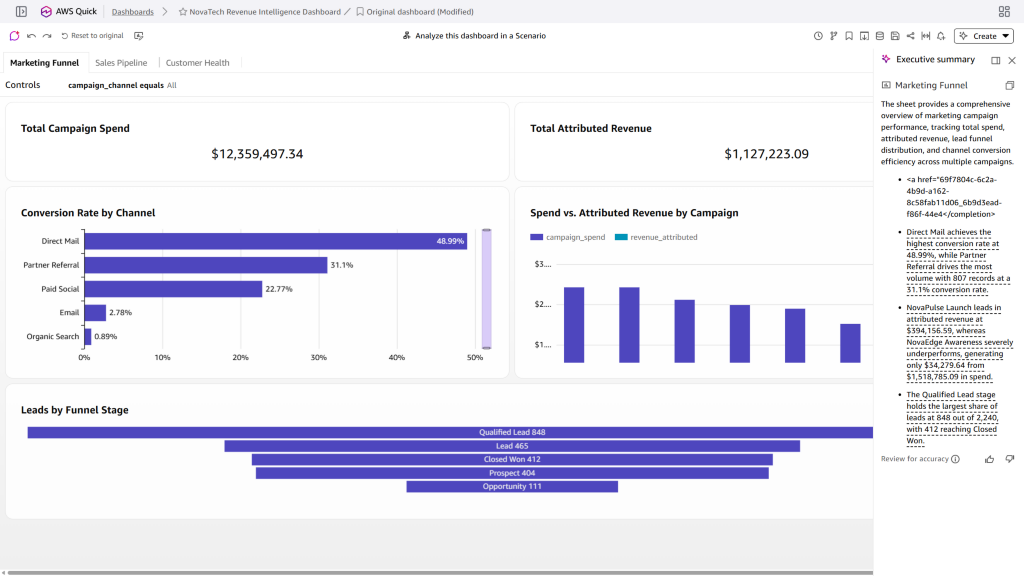 AWS Quick
Dashboards
NovaTech Revenue Intelligence Dashboard
Original dashboard (Modified)
Reset to original
Analyze this dashboard in a Scenario
Create
Marketing Funnel
Sales Pipeline
Customer Health
Controls
campaign_channel equals All
Total Campaign Spend
$12,359,497.34
Total Attributed Revenue
$1,127,223.09
Conversion Rate by Channel
Direct Mail
48.99%
Partner Referral
31.1%
Paid Social
22.77%
Email
2.78%
Organic Search
0.89%
0%
10%
20%
30%
40%
50%
Spend vs. Attributed Revenue by Campaign
campaign_spend
revenue_attributed
$3....
$2....
$1....
Leads by Funnel Stage
Qualified Lead 848
Lead 465
Closed Won 412
Prospect 404
Opportunity 111
Executive summary
Marketing Funnel
The sheet provides a comprehensive
overview of marketing campaign
performance, tracking total spend,
attributed revenue, lead funnel
distribution, and channel conversion
efficiency across multiple campaigns.
• <a href="69f7804c-6c2a-
4b9d-a162-
8c58fab11d06_6b9d3ead-
f86f-44e4</completion>
• Direct Mail achieves the
highest conversion rate at
48.99%, while Partner
Referral drives the most
volume with 807 records at a
31.1% conversion rate.
• NovaPulse Launch leads in
attributed revenue at
$394,156.59, whereas
NovaEdge Awareness severely
underperforms, generating
only $34,279.64 from
$1,518,785.09 in spend.
• The Qualified Lead stage
holds the largest share of
leads at 848 out of 2,240,
with 412 reaching Closed
Won.
Review for accuracy